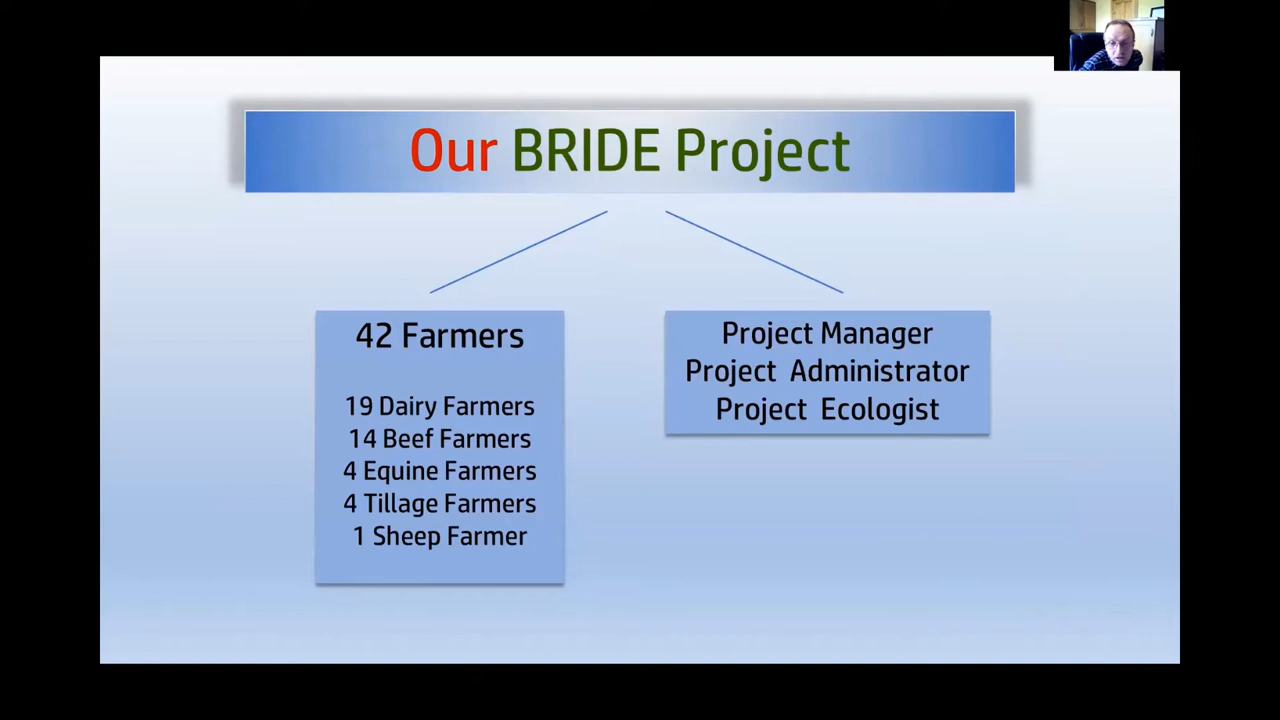 Our BRIDE Project
42 Farmers
19 Dairy Farmers
14 Beef Farmers
4 Equine Farmers
4 Tillage Farmers
1 Sheep Farmer
Project Manager
Project Administrator
Project Ecologist